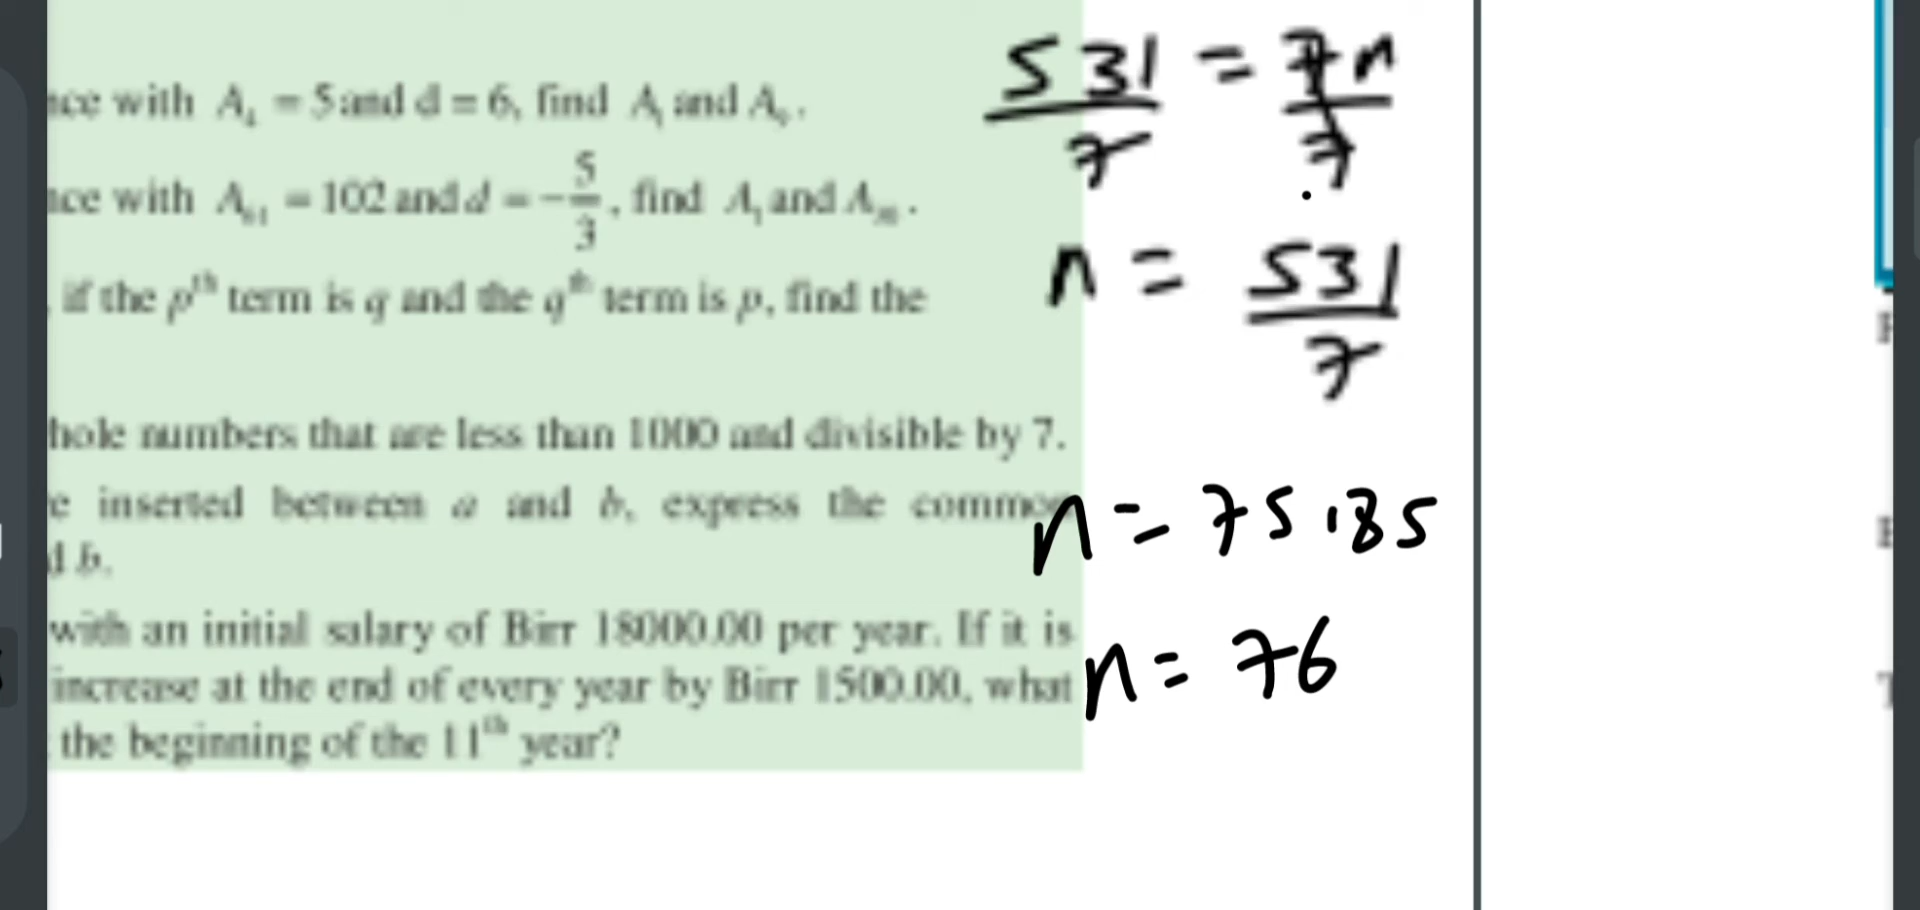 nce with A₄ = 5 and d = 6, find A₁ and A₉.
nce with A₆₁ = 102 and d = -5/3, find A₁ and
if the pᵗʰ term is q and the qᵗʰ term is p, find the
hole numbers that are less than 1000 and divisible by 7.
e inserted between a and b, express the common
d b.
with an initial salary of Birr 18000.00 per year. If it is
increase at the end of every year by Birr 1500.00, what
the beginning of the 11ᵗʰ year?
531/7 = 7n/7
n = 531/7
n = 75.85
n = 76